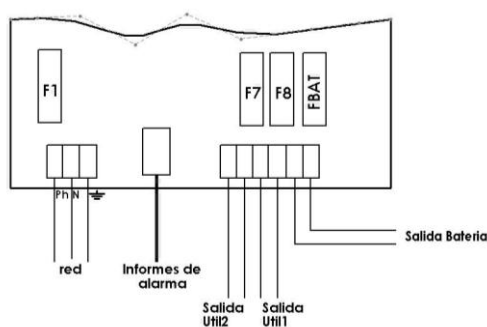 F1
F7
F8
FBAT
Ph N
red
Informes de
alarma
Salida
Util2
Salida
Util1
Salida Bateria